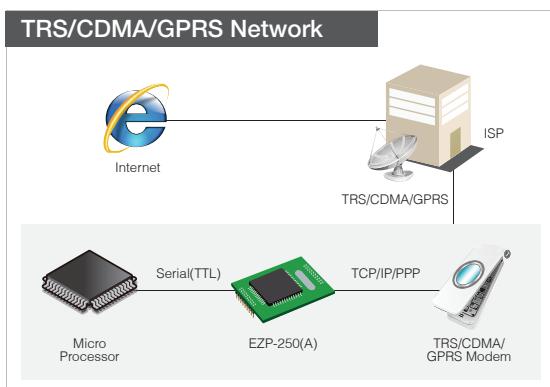 TRS/CDMA/GPRS Network
Internet
ISP
TRS/CDMA/GPRS
Serial(TTL)
TCP/IP/PPP
Micro
Processor
EZP-250(A)
TRS/CDMA/
GPRS Modem